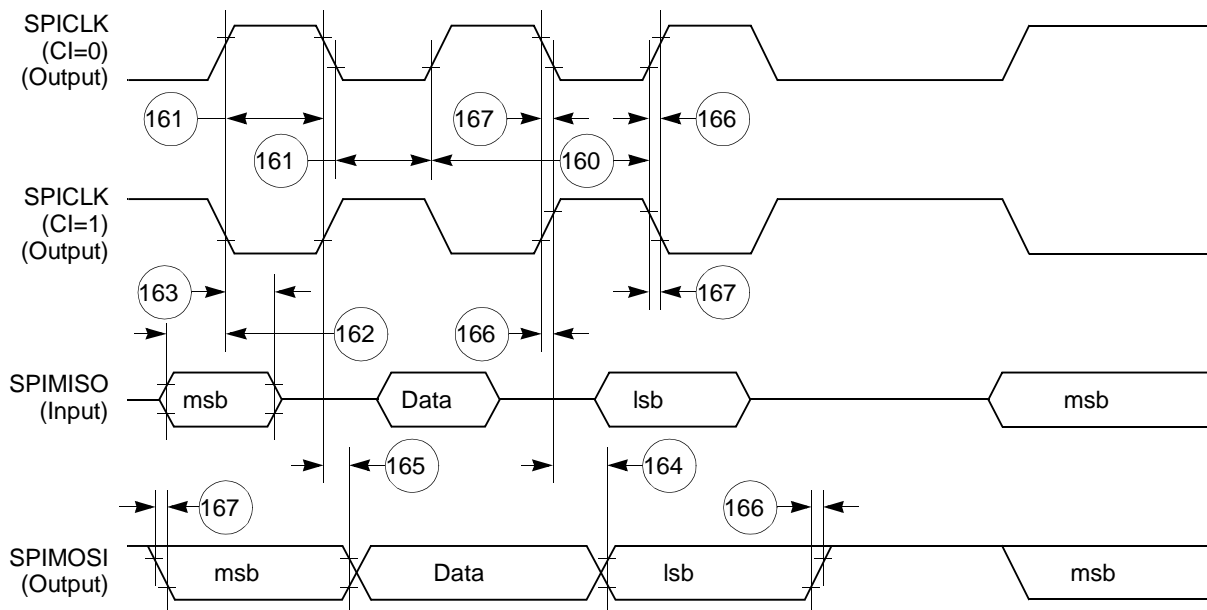 SPICLK
(CI=0)
(Output)
161
167
166
161
160
SPICLK
(CI=1)
(Output)
163
167
162
166
SPIMISO
(Input)
msb
Data
lsb
msb
165
164
167
166
SPIMOSI
(Output)
msb
Data
lsb
msb